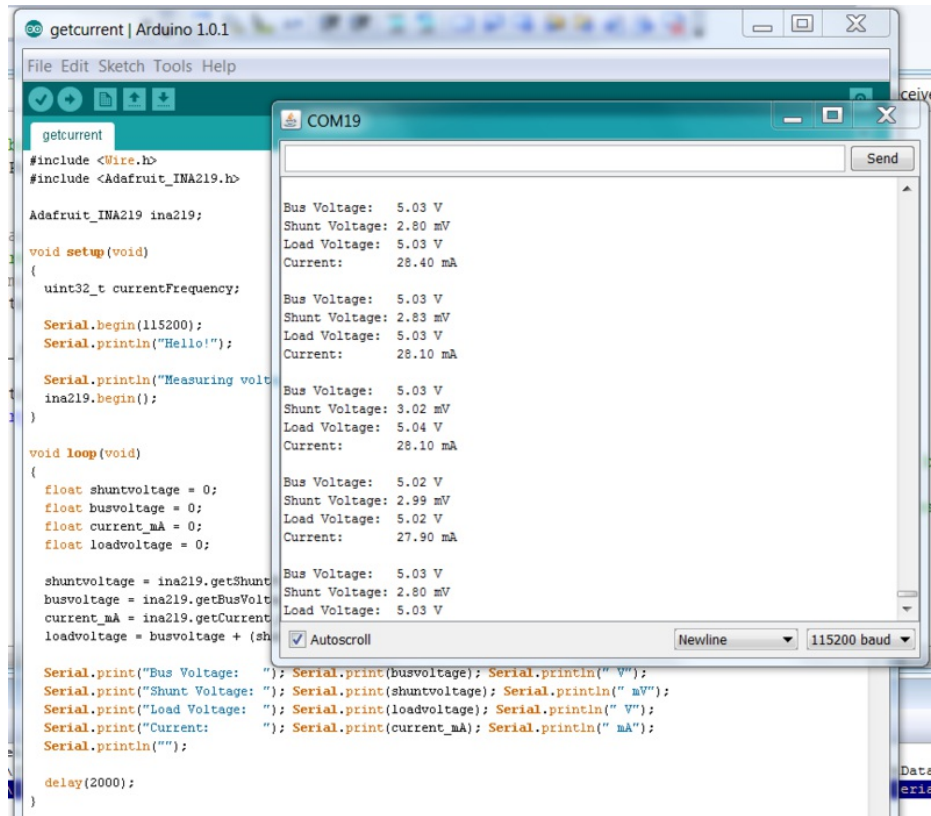 getcurrent | Arduino 1.0.1
File Edit Sketch Tools Help
getcurrent
#include <Wire.h>
#include <Adafruit_INA219.h>
Adafruit_INA219 ina219;
void setup(void)
{
uint32_t currentFrequency;
Serial.begin(115200);
Serial.println("Hello!");
Serial.println("Measuring volt
ina219.begin();
}
void loop(void)
{
float shuntvoltage = 0;
float busvoltage = 0;
float current_mA = 0;
float loadvoltage = 0;
shuntvoltage = ina219.getShunt
busvoltage = ina219.getBusVolt
current_mA = ina219.getCurrent
loadvoltage = busvoltage + (sh
Serial.print("Bus Voltage:   "); Serial.print(busvoltage); Serial.println(" V");
Serial.print("Shunt Voltage: "); Serial.print(shuntvoltage); Serial.println(" mV");
Serial.print("Load Voltage:  "); Serial.print(loadvoltage); Serial.println(" V");
Serial.print("Current:       "); Serial.print(current_mA); Serial.println(" mA");
Serial.println("");
delay(2000);
}
COM19
Send
Bus Voltage:   5.03 V
Shunt Voltage: 2.80 mV
Load Voltage:  5.03 V
Current:       28.40 mA
Bus Voltage:   5.03 V
Shunt Voltage: 2.83 mV
Load Voltage:  5.03 V
Current:       28.10 mA
Bus Voltage:   5.03 V
Shunt Voltage: 3.02 mV
Load Voltage:  5.04 V
Current:       28.10 mA
Bus Voltage:   5.02 V
Shunt Voltage: 2.99 mV
Load Voltage:  5.02 V
Current:       27.90 mA
Bus Voltage:   5.03 V
Shunt Voltage: 2.80 mV
Load Voltage:  5.03 V
Autoscroll
Newline
115200 baud
ceive
Data
eria